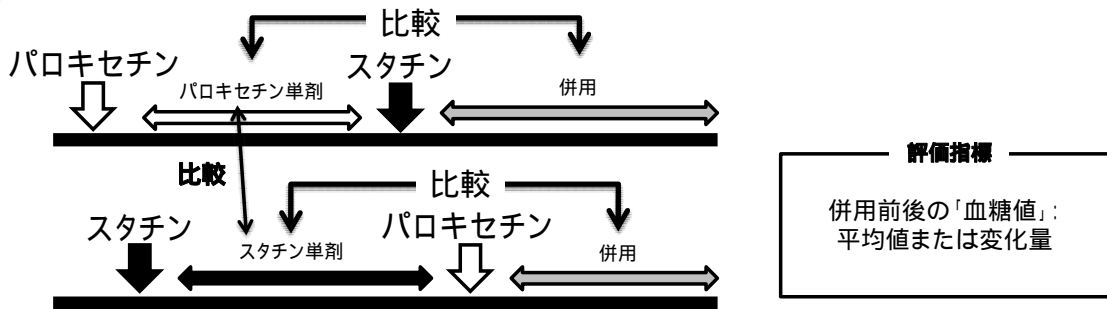 比較
パロキセチン
スタチン
パロキセチン単剤
併用
比較
比較
スタチン
パロキセチン
スタチン単剤
併用
評価指標
併用前後の「血糖値」:
平均値または変化量